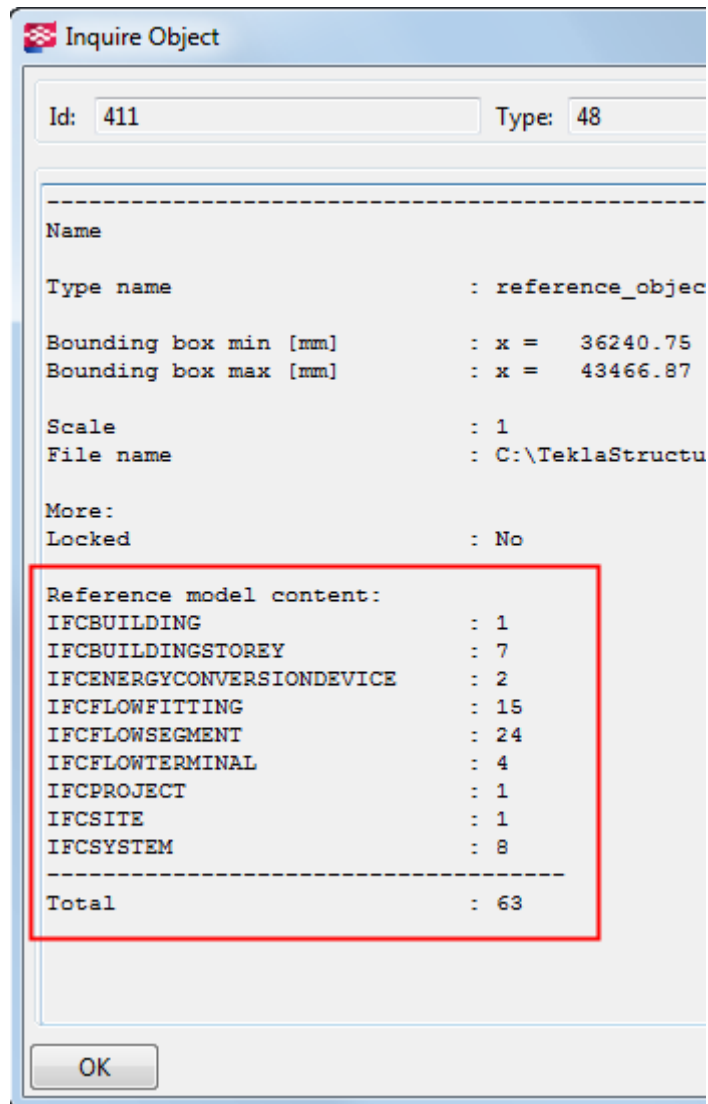 Inquire Object
Id: 411 Type: 48
-----------------------------------------------
Name
Type name : reference_objec
Bounding box min [mm] : x = 36240.75
Bounding box max [mm] : x = 43466.87
Scale : 1
File name : C:\TeklaStructu
More:
Locked : No
Reference model content:
IFCBUILDING : 1
IFCBUILDINGSTOREY : 7
IFCENERGYCONVERSIONDEVICE : 2
IFCFLOWFITTING : 15
IFCFLOWSEGMENT : 24
IFCFLOWTERMINAL : 4
IFCPROJECT : 1
IFCSITE : 1
IFCSYSTEM : 8
-------------------------------------
Total : 63
OK